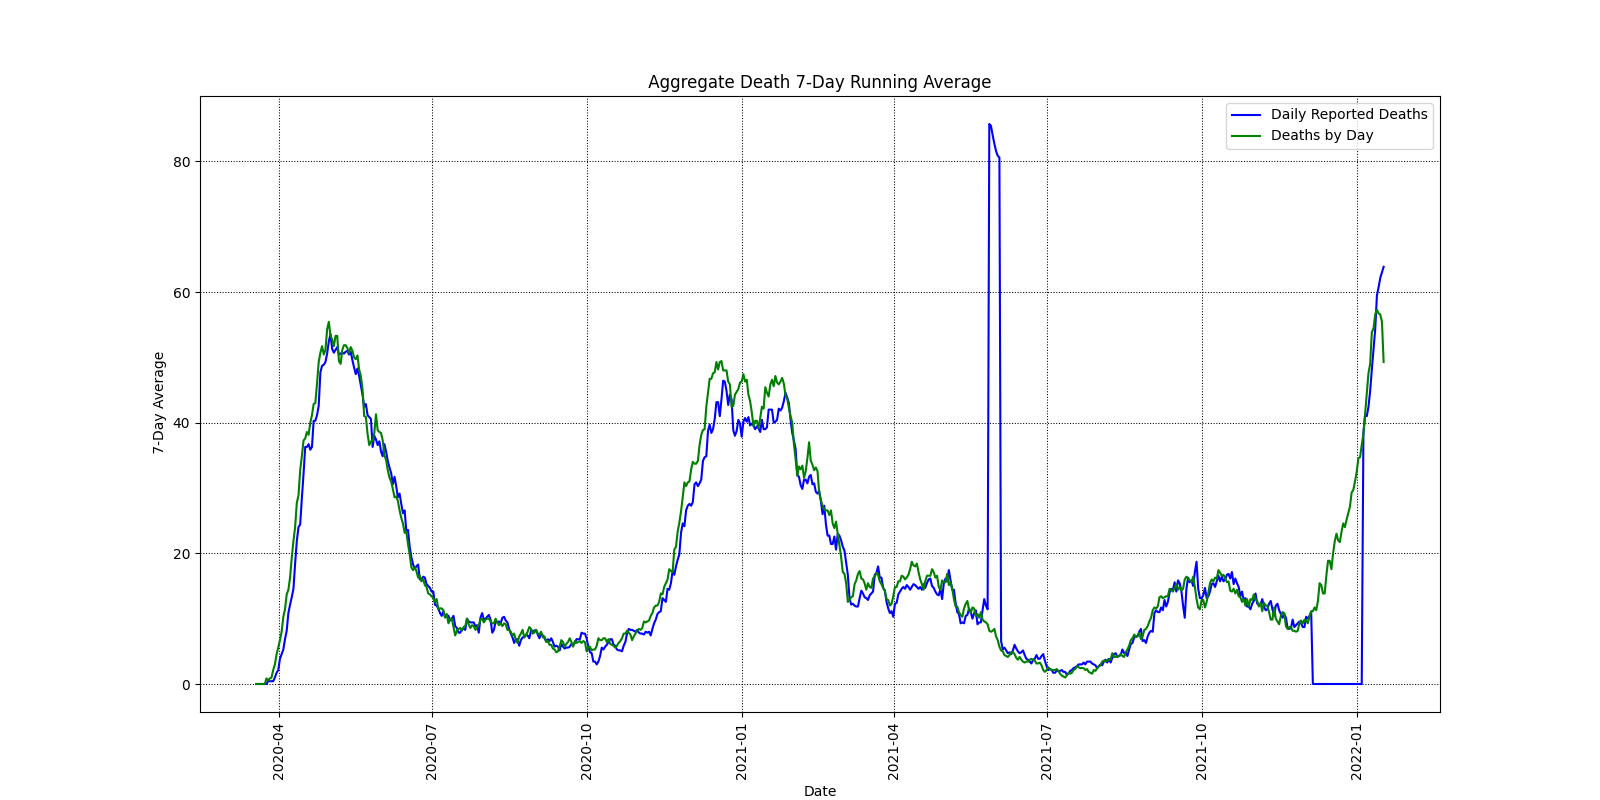 Aggregate Death 7-Day Running Average
Daily Reported Deaths
Deaths by Day
80
60
40
20
0
7-Day Average
2020-04
2020-07
2020-10
2021-01
2021-04
2021-07
2021-10
2022-01
Date